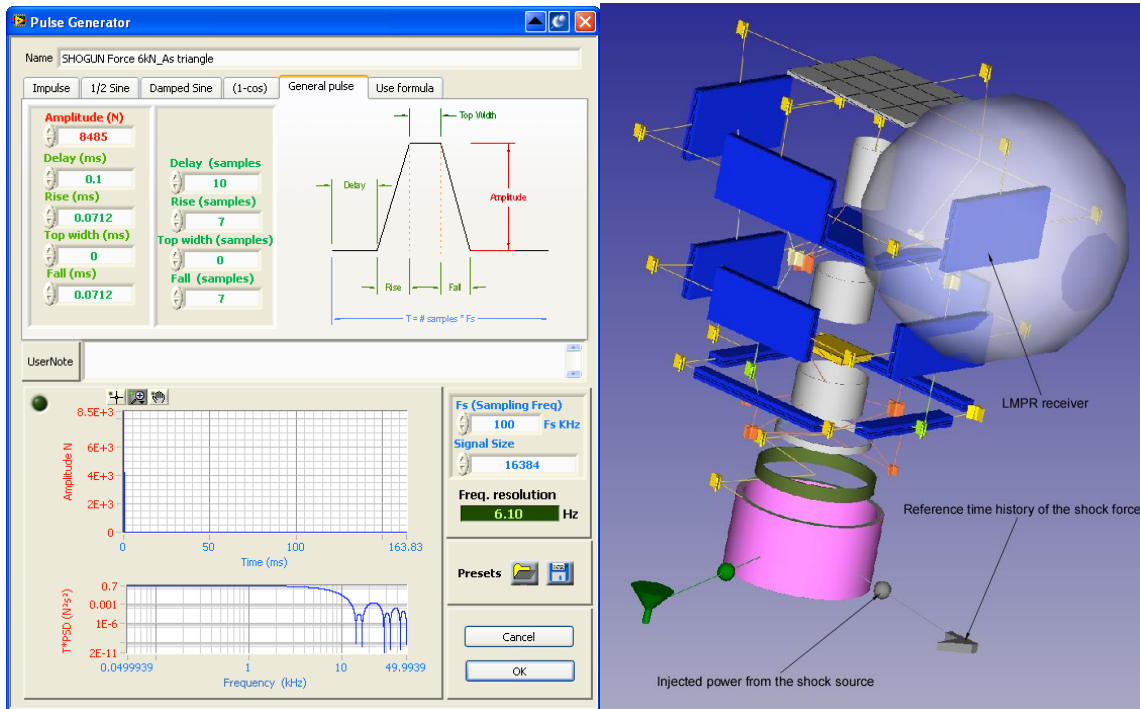 Pulse Generator
Name SHOGUN Force 6kN_As triangle
Impulse 1/2 Sine Damped Sine (1-cos) General pulse Use formula
Amplitude (N)
8485
Delay (ms)
0.1
Rise (ms)
0.0712
Top width (ms)
0
Fall (ms)
0.0712
Delay (samples
10
Rise (samples)
7
Top width (samples)
0
Fall (samples)
7
Top Width
Delay
Amplitude
Rise
Fall
T = # samples * Fs
UserNote
8.5E+3
6E+3
4E+3
2E+3
0
Amplitude N
0 50 100 163.83
Time (ms)
0.7
0.001
1E-6
2E-11
T*PSD (N²s²)
0.0499939 1 10 49.9939
Frequency (kHz)
Fs (Sampling Freq)
100 Fs KHz
Signal Size
16384
Freq. resolution
6.10 Hz
Presets
Cancel
OK
LMPR receiver
Reference time history of the shock force
Injected power from the shock source